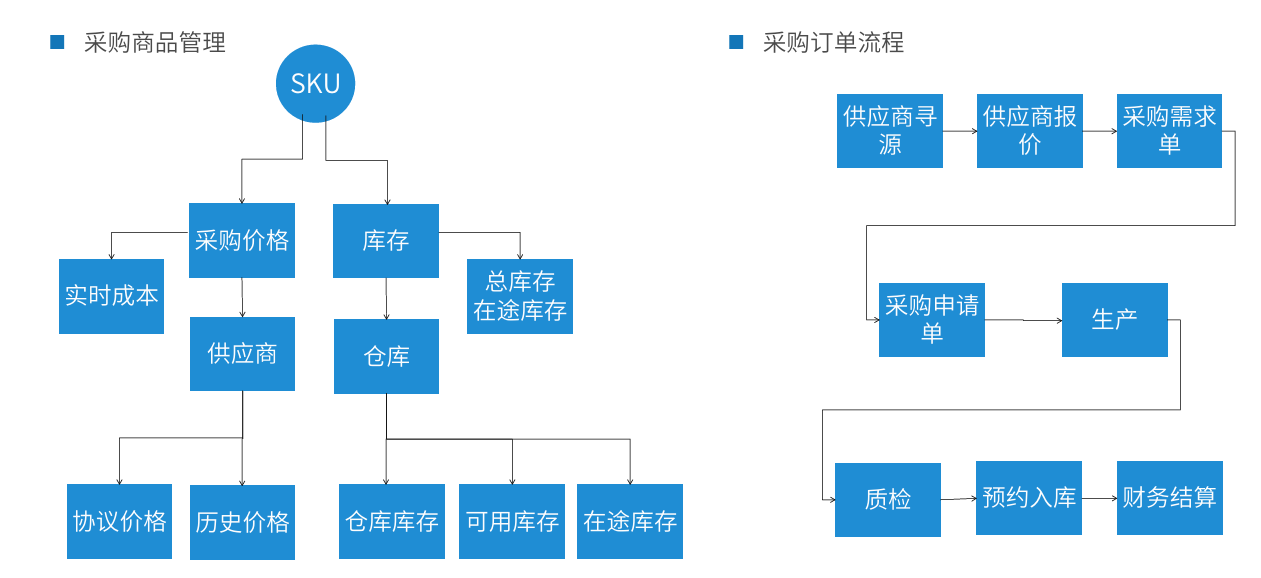 采购商品管理
SKU
采购价格
库存
实时成本
总库存
在途库存
供应商
仓库
协议价格
历史价格
仓库库存
可用库存
在途库存
采购订单流程
供应商寻
源
供应商报
价
采购需求
单
采购申请
单
生产
质检
预约入库
财务结算